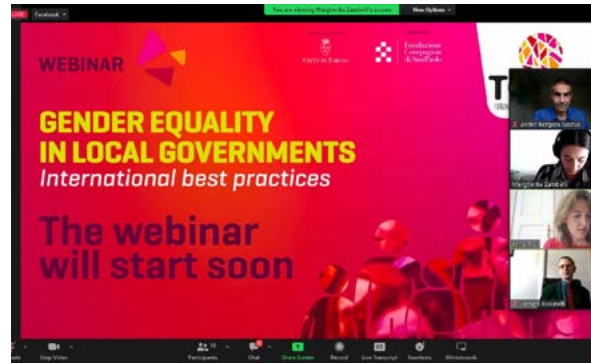 LIVE
Facebook
You are viewing Margherita Zambelli's screen
View Options
WEBINAR
CITTÀ DI TORINO
Fondazione
Compagnia
di San Paolo
GENDER EQUALITY
IN LOCAL GOVERNMENTS
International best practices
The webinar
will start soon
Margherita Zambelli
Stop Video
Participants
Chat
Share Screen
Record
Live Transcript
Reactions
Whiteboards